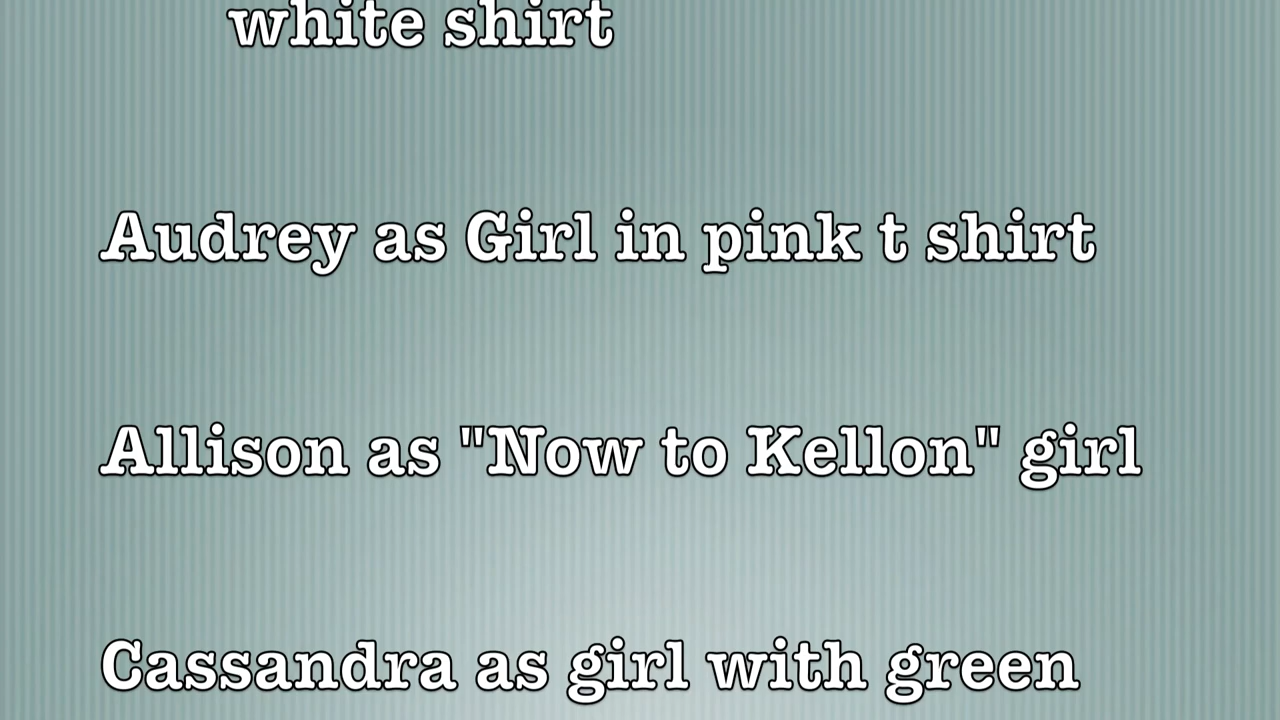 white shirt
Audrey as Girl in pink t shirt
Allison as "Now to Kellon" girl
Cassandra as girl with green